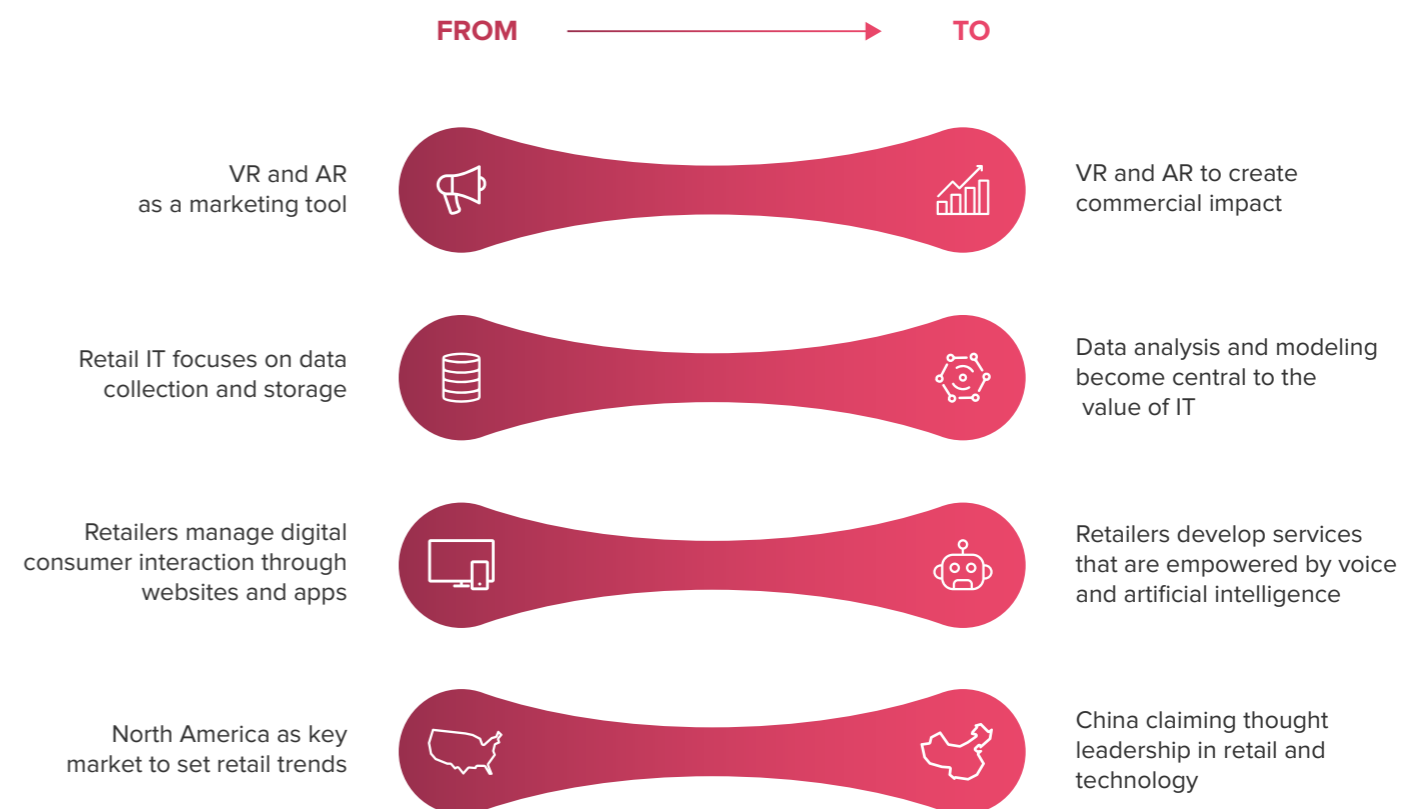 FROM
TO
VR and AR
as a marketing tool
VR and AR to create
commercial impact
Retail IT focuses on data
collection and storage
Data analysis and modeling
become central to the
value of IT
Retailers manage digital
consumer interaction through
websites and apps
Retailers develop services
that are empowered by voice
and artificial intelligence
North America as key
market to set retail trends
China claiming thought
leadership in retail and
technology